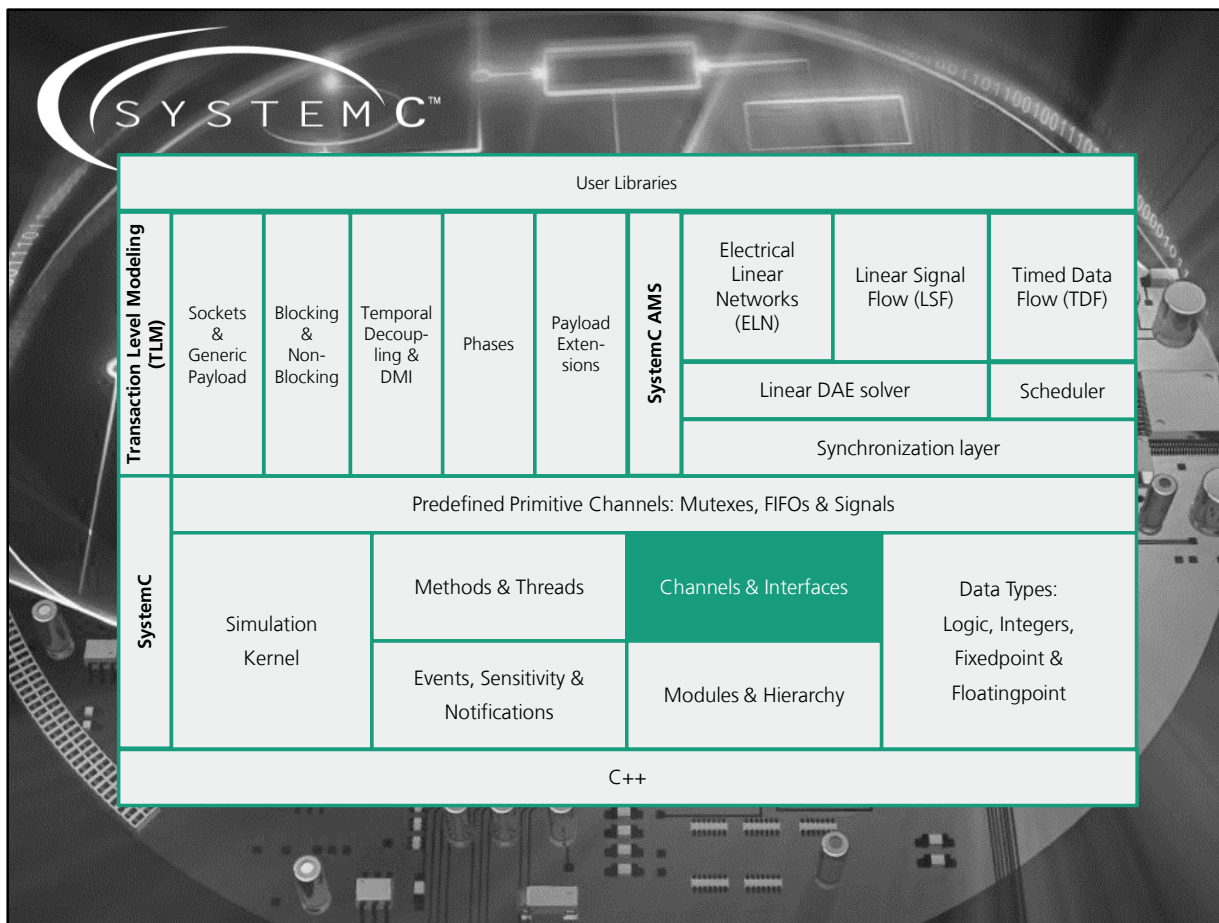 SYSTEMC™
User Libraries
Transaction Level Modeling
(TLM)
Sockets
&
Generic
Payload
Blocking
&
Non-
Blocking
Temporal
Decoup-
ling &
DMI
Phases
Payload
Exten-
sions
SystemC AMS
Electrical
Linear
Networks
(ELN)
Linear Signal
Flow (LSF)
Timed Data
Flow (TDF)
Linear DAE solver
Scheduler
Synchronization layer
SystemC
Predefined Primitive Channels: Mutexes, FIFOs & Signals
Simulation
Kernel
Methods & Threads
Channels & Interfaces
Events, Sensitivity &
Notifications
Modules & Hierarchy
Data Types:
Logic, Integers,
Fixedpoint &
Floatingpoint
C++